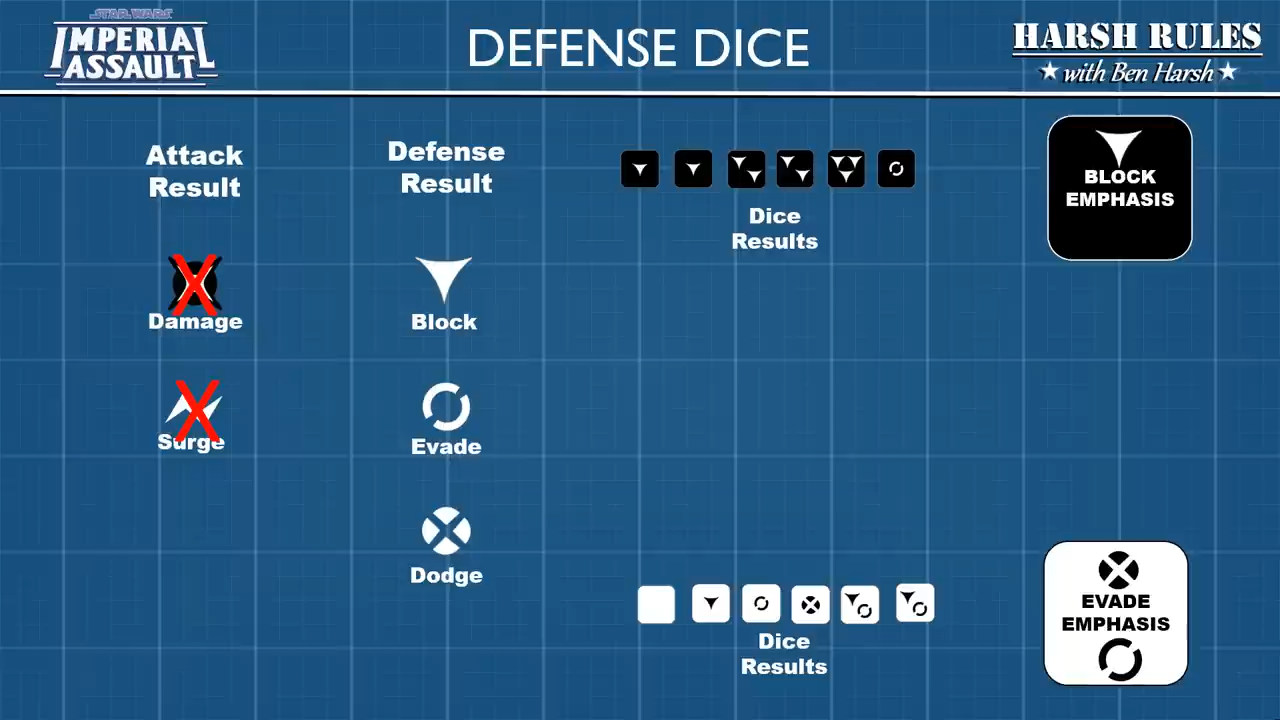 STAR WARS
IMPERIAL
ASSAULT
DEFENSE DICE
HARSH RULES
with Ben Harsh
Attack
Result
Defense
Result
Dice
Results
BLOCK
EMPHASIS
Damage
Block
Surge
Evade
Dodge
Dice
Results
EVADE
EMPHASIS